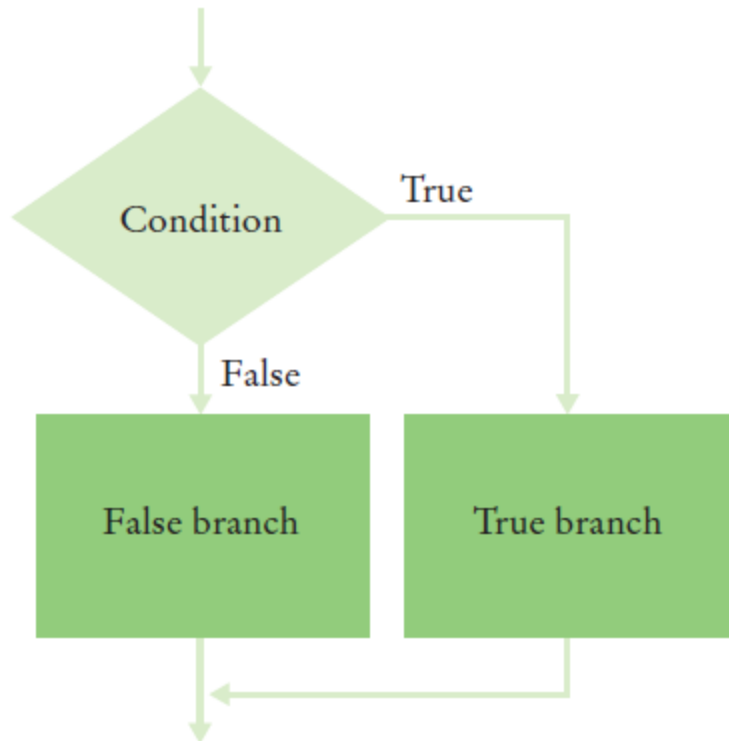 True
Condition
False
False branch
True branch